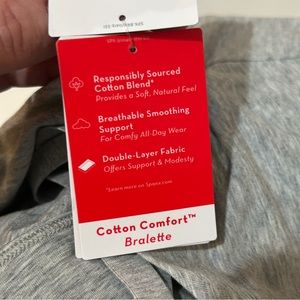 Responsibly Sourced
Cotton Blend*
Provides a Soft, Natural Feel
Breathable Smoothing
Support
For Comfy All-Day Wear
Double-Layer Fabric
Offers Support & Modesty
*Learn more on Spanx.com
Cotton Comfort™
Bralette